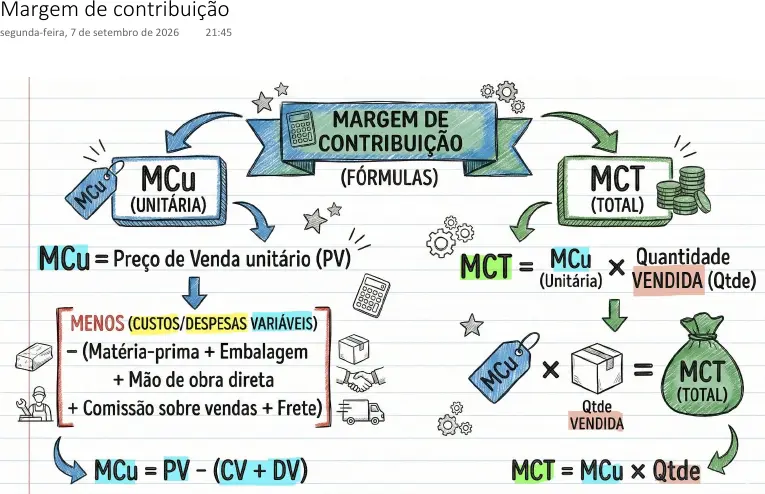 Margem de contribuição
segunda-feira, 7 de setembro de 2026 21:45
MARGEM DE
CONTRIBUIÇÃO
(FÓRMULAS)
MCu
MCu
(UNITÁRIA)
MCu = Preço de Venda unitário (PV)
MENOS (CUSTOS/DESPESAS VARIÁVEIS)
– (Matéria-prima + Embalagem
+ Mão de obra direta
+ Comissão sobre vendas + Frete)
MCu = PV – (CV + DV)
MCT
(TOTAL)
MCT = MCu × Quantidade
(Unitária) VENDIDA (Qtde)
MCu × = MCT
(TOTAL)
Qtde
VENDIDA
MCT = MCu × Qtde